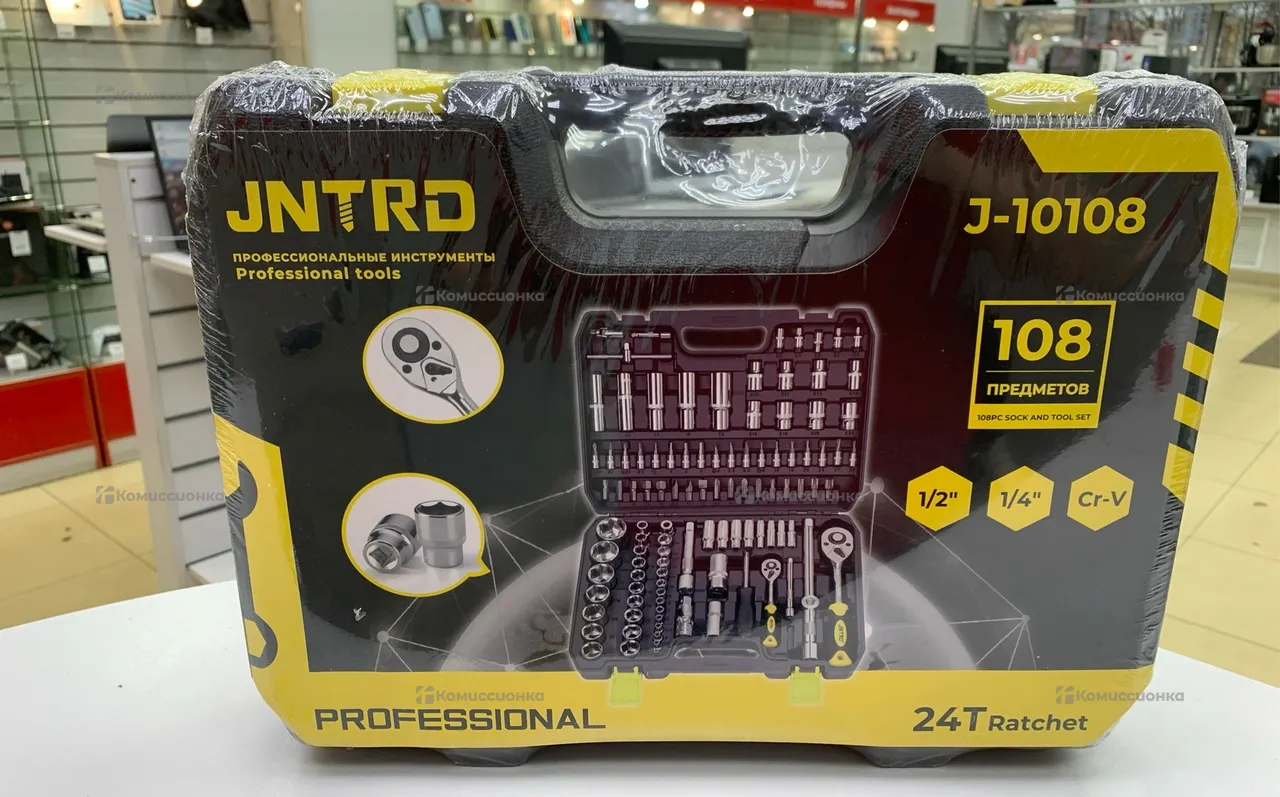 JNTRD
ПРОФЕССИОНАЛЬНЫЕ ИНСТРУМЕНТЫ
Professional tools
J-10108
108
ПРЕДМЕТОВ
108PC SOCK AND TOOL SET
1/2"
1/4"
Cr-V
PROFESSIONAL
24T Ratchet
Комиссионка
Комиссионка
Комиссионка
Комиссионка
Комиссионка
Комиссионка
Комиссионка